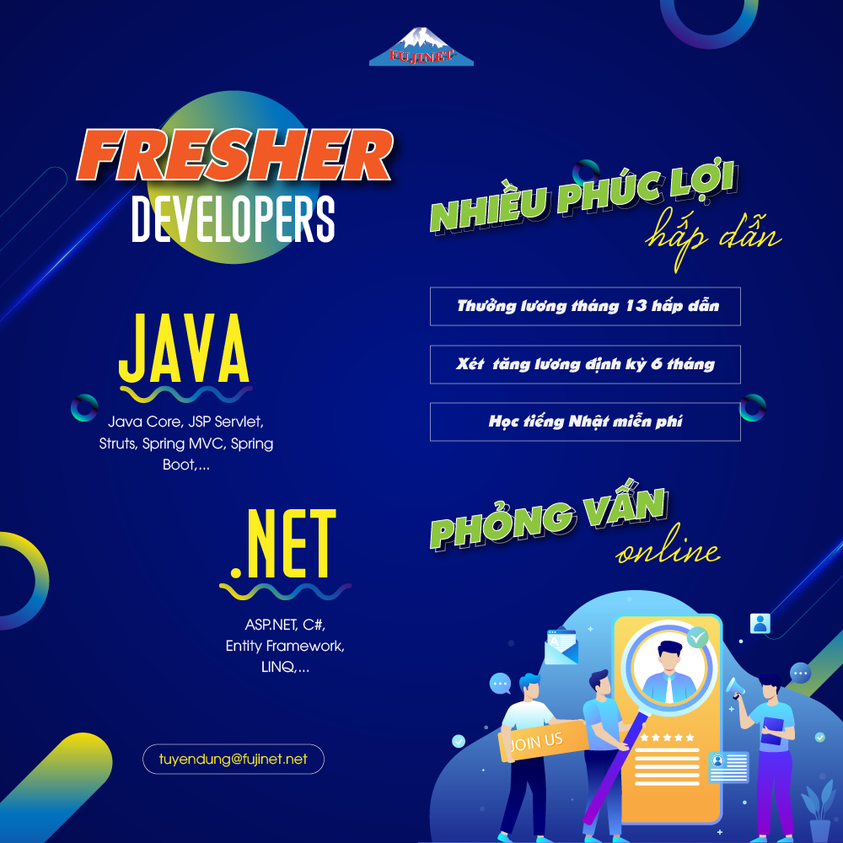 FUJINET
FRESHER
DEVELOPERS
JAVA
Java Core, JSP Servlet,
Struts, Spring MVC, Spring
Boot,...
.NET
ASP.NET, C#,
Entity Framework,
LINQ,...
tuyendung@fujinet.net
NHIỀU PHÚC LỢI
hấp dẫn
Thưởng lương tháng 13 hấp dẫn
Xét tăng lương định kỳ 6 tháng
Học tiếng Nhật miễn phí
PHỎNG VẤN
online
JOIN US